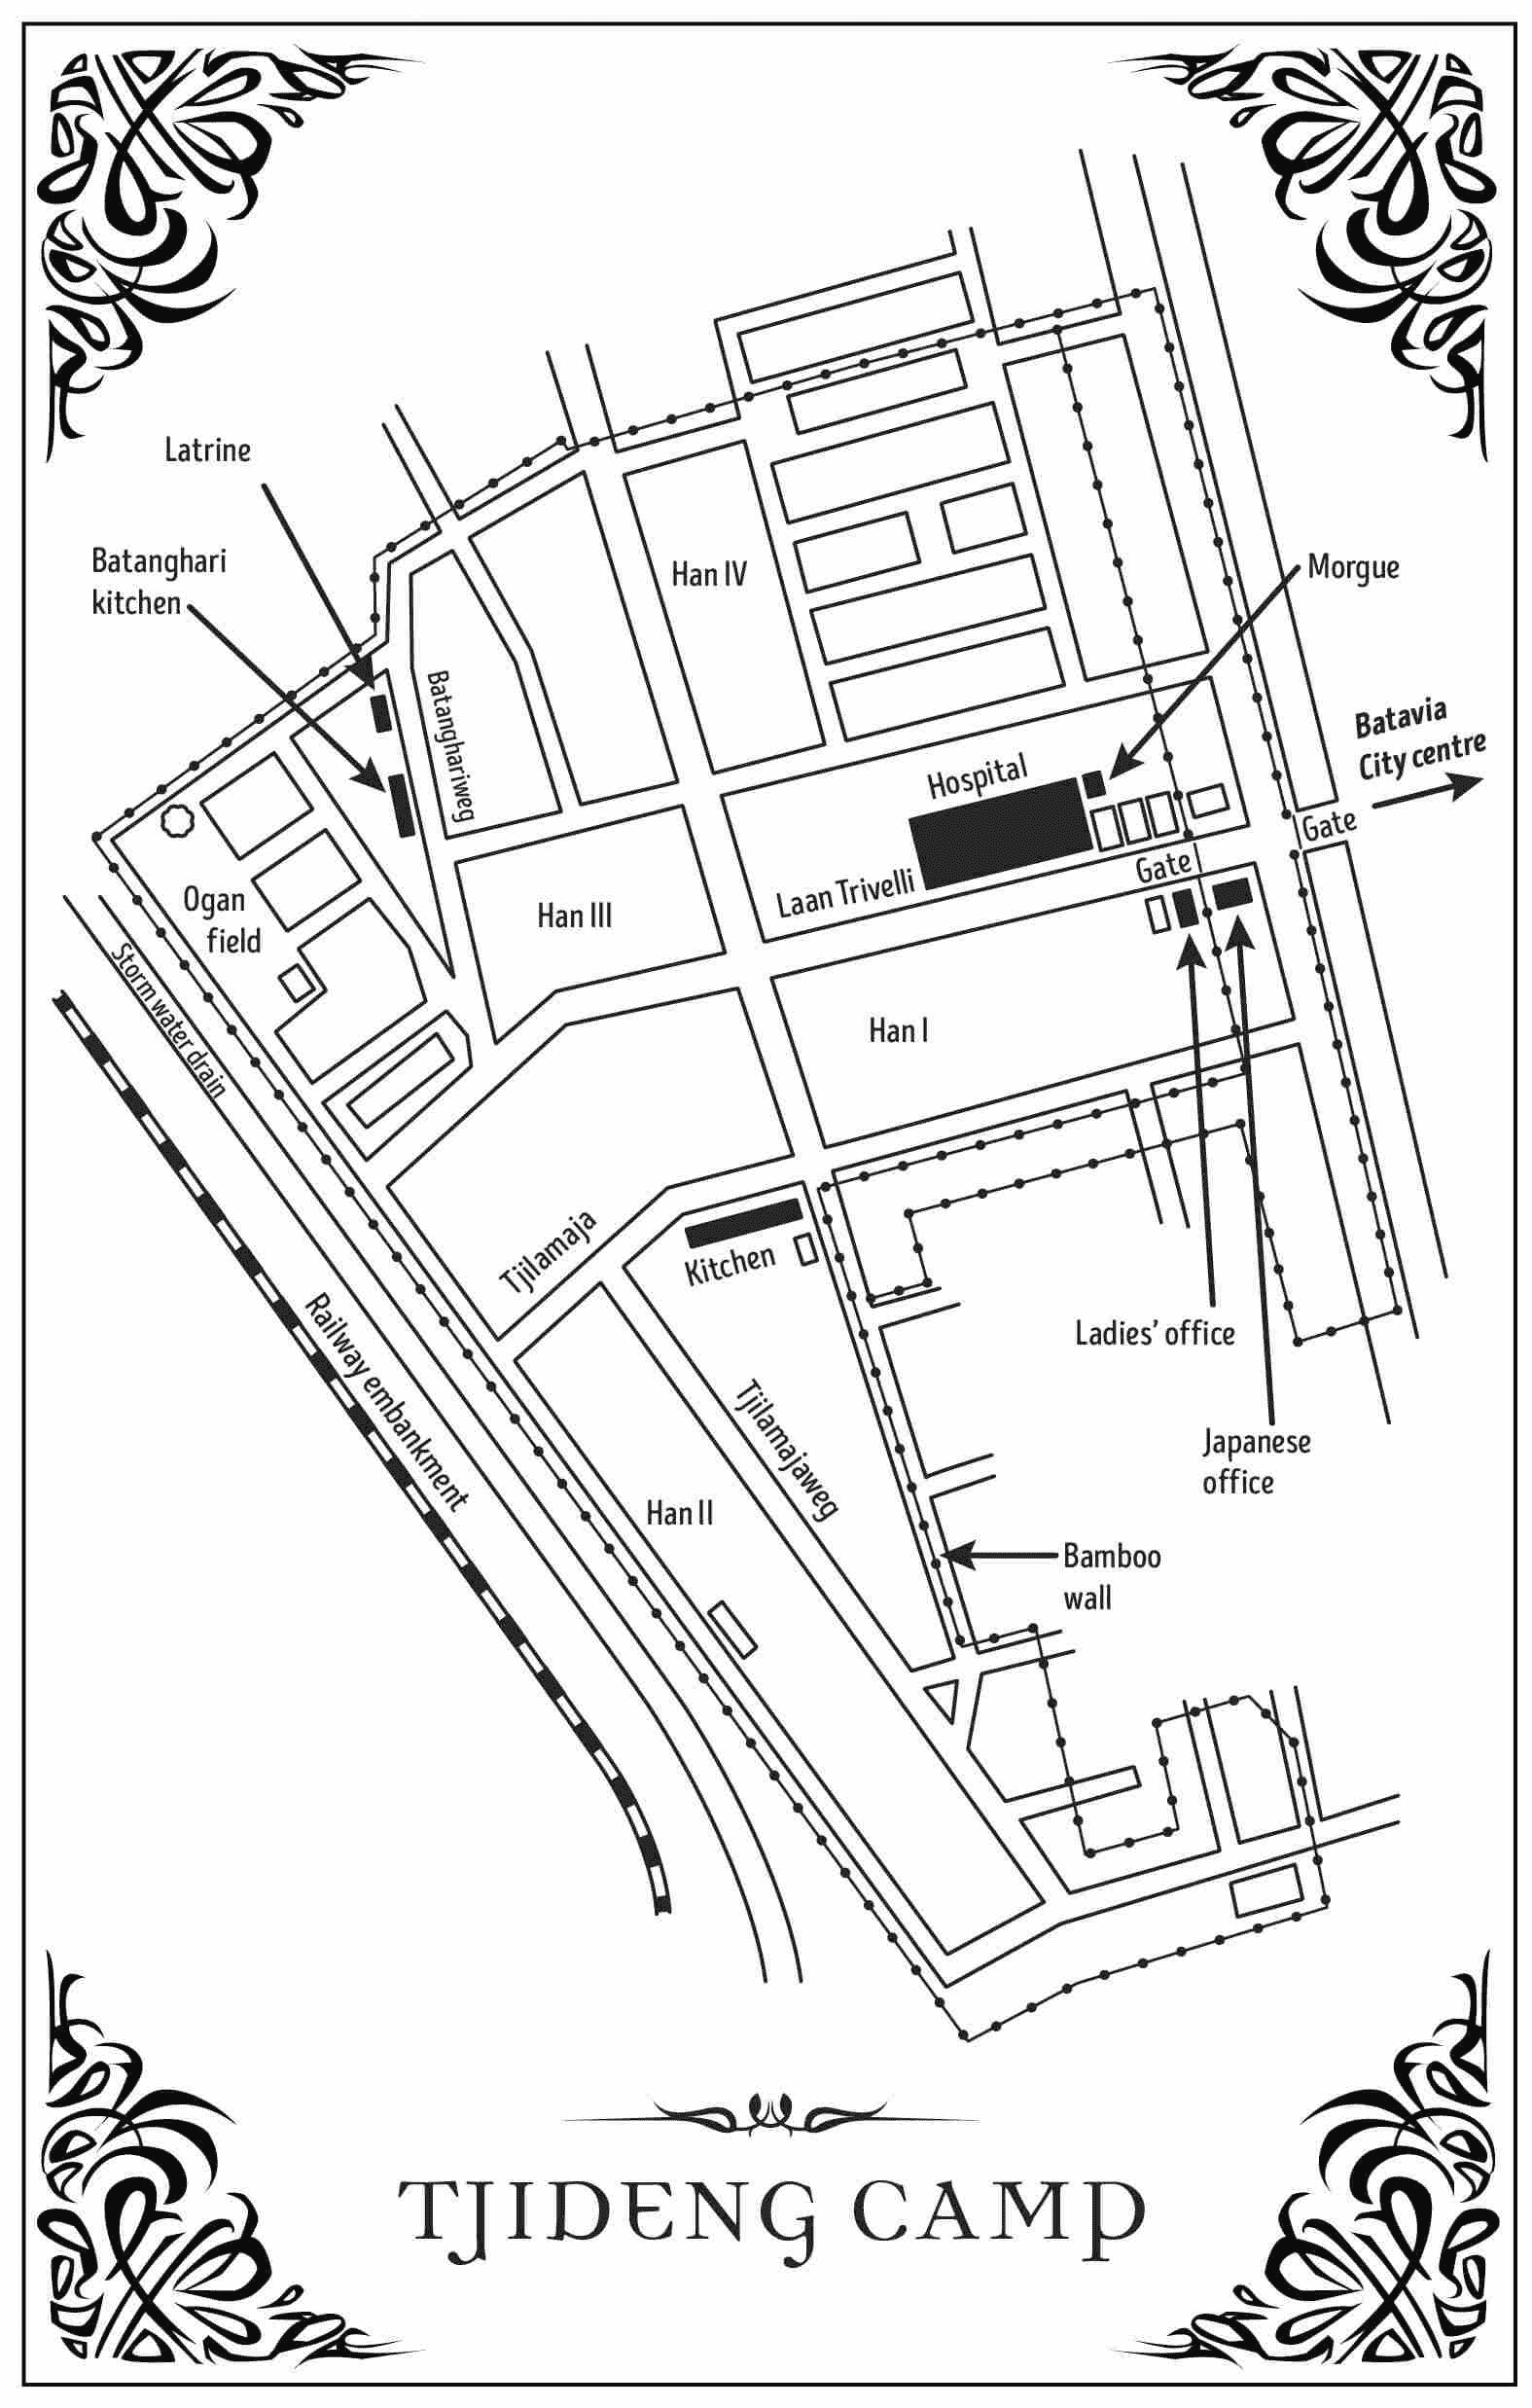 Latrine
Batanghari
kitchen
Han IV
Morgue
Batanghariweg
Batavia
City centre
Hospital
Gate
Gate
Laan Trivelli
Ogan
field
Han III
Storm water drain
Han I
Tjilamaja
Kitchen
Railway embankment
Ladies’ office
Tjilamajaweg
Japanese
office
Han II
Bamboo
wall
TJIDENG CAMP